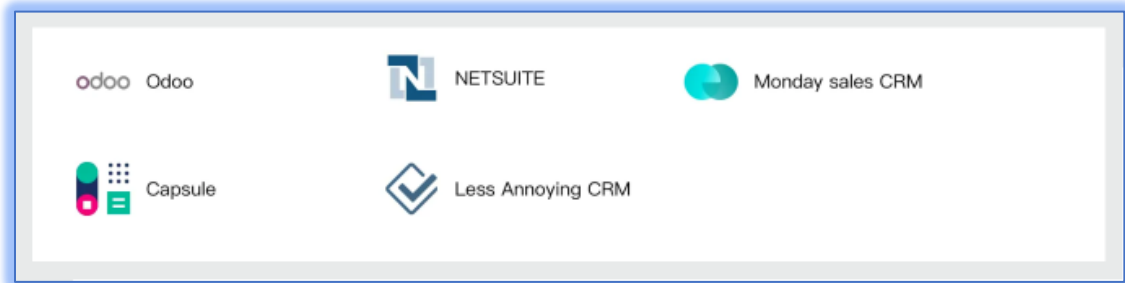 odoo Odoo
NETSUITE
Monday sales CRM
Capsule
Less Annoying CRM